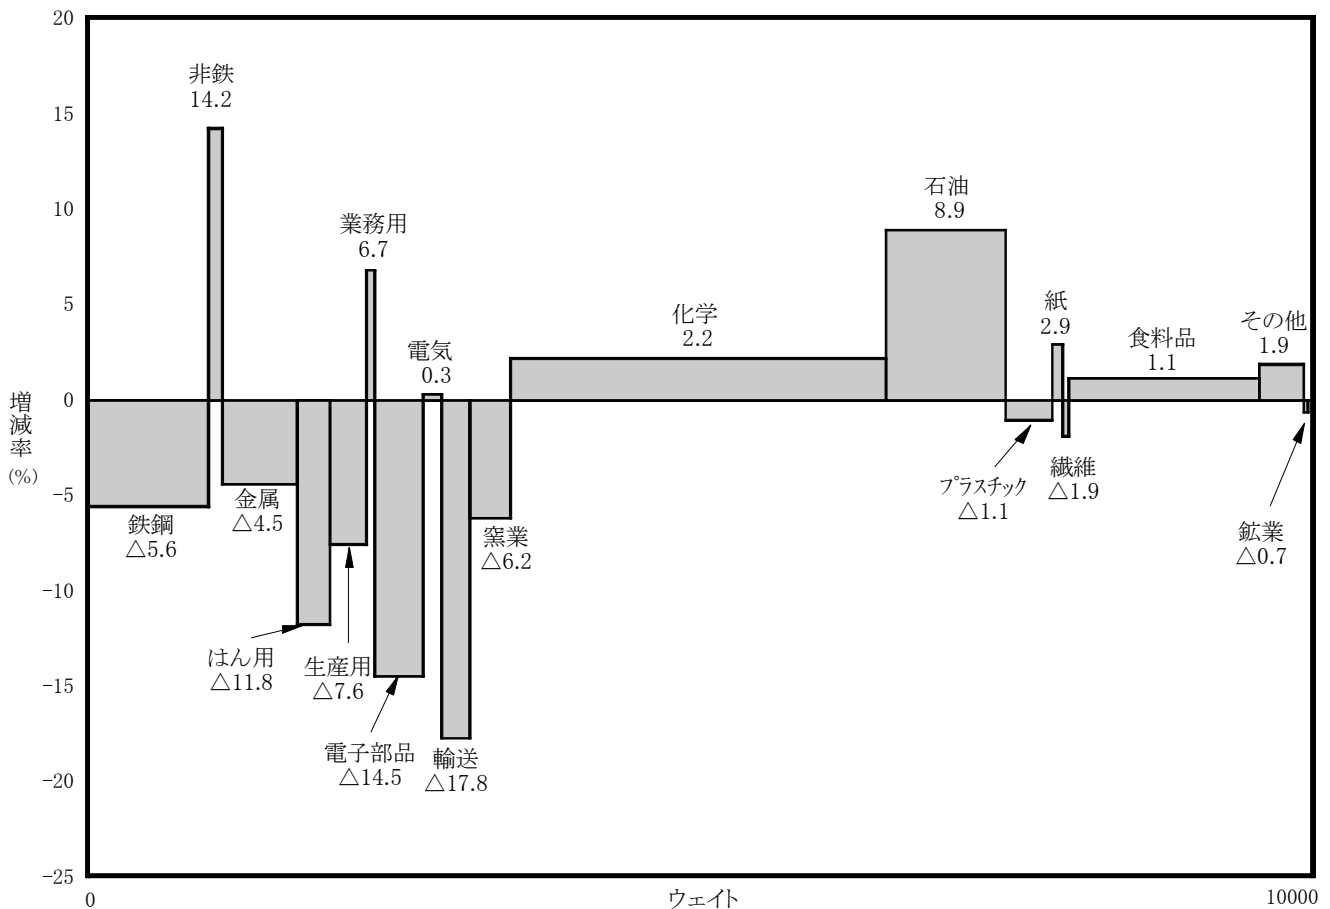 20
非鉄
14.2
15
石油
8.9
10
業務用
6.7
5
紙
2.9
化学
2.2
食料品
1.1
その他
1.9
電気
0.3
0
増減率
(%)
-5
鉄鋼
△5.6
金属
△4.5
窯業
△6.2
プラスチック
△1.1
繊維
△1.9
鉱業
△0.7
-10
はん用
△11.8
生産用
△7.6
-15
電子部品
△14.5
輸送
△17.8
-20
-25
0
ウェイト
10000